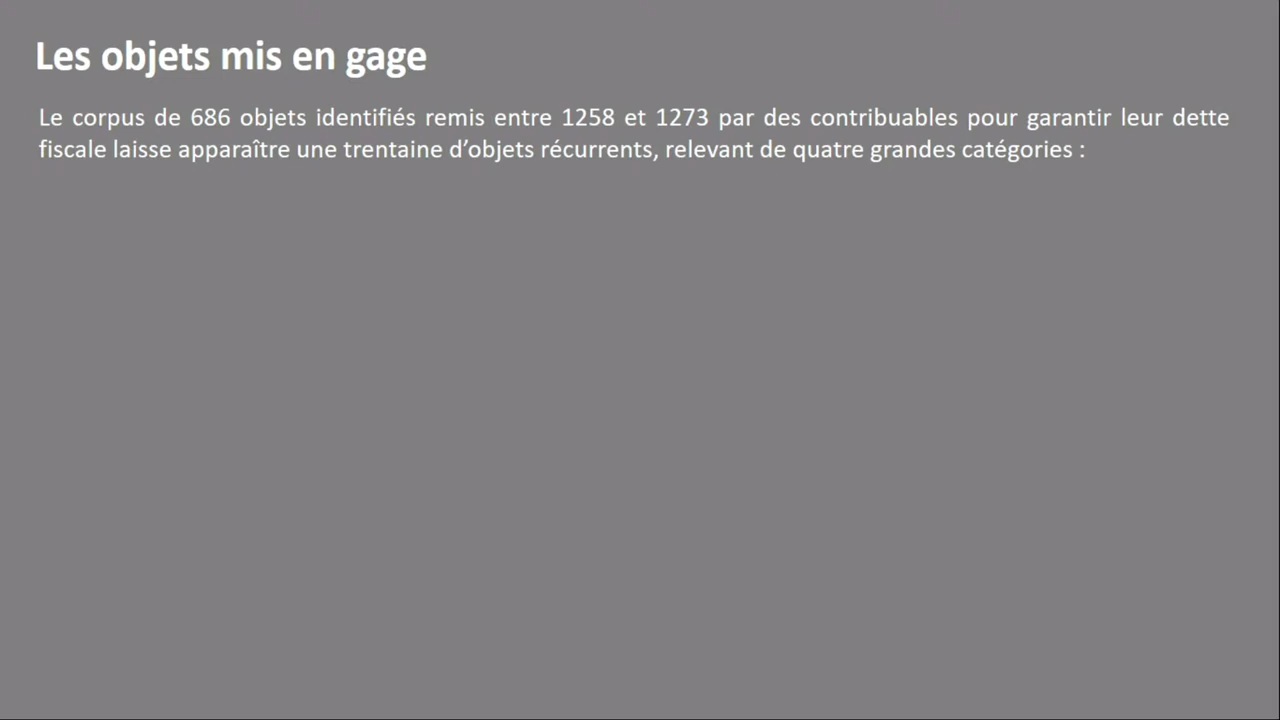 Les objets mis en gage
Le corpus de 686 objets identifiés remis entre 1258 et 1273 par des contribuables pour garantir leur dette
fiscale laisse apparaître une trentaine d’objets récurrents, relevant de quatre grandes catégories :